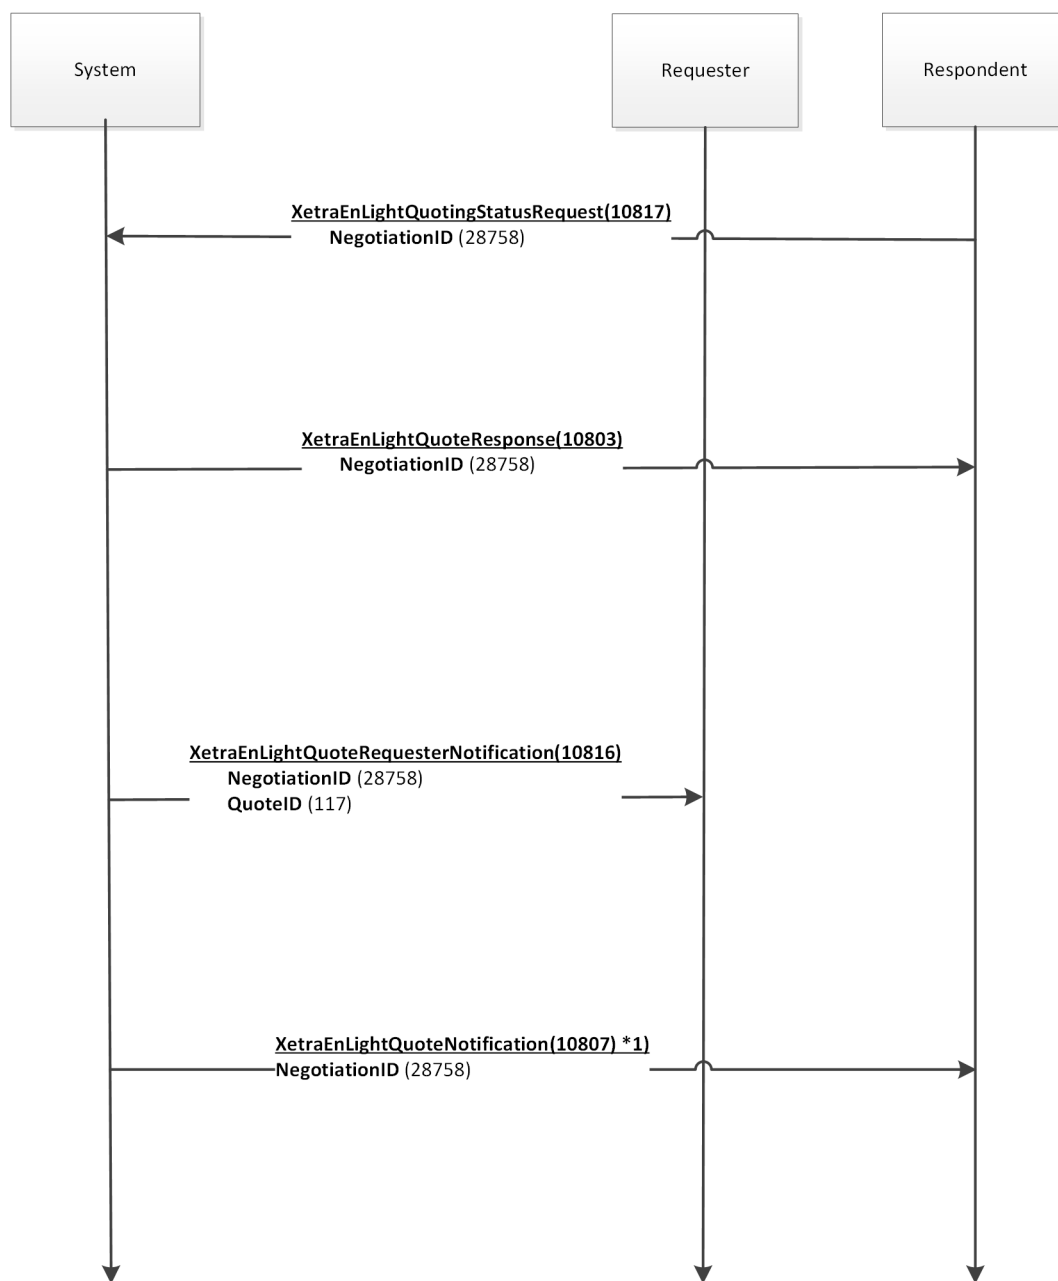 System
Requester
Respondent
XetraEnLightQuotingStatusRequest(10817)
NegotiationID (28758)
XetraEnLightQuoteResponse(10803)
NegotiationID (28758)
XetraEnLightQuoteRequesterNotification(10816)
NegotiationID (28758)
QuoteID (117)
XetraEnLightQuoteNotification(10807) *1)
NegotiationID (28758)